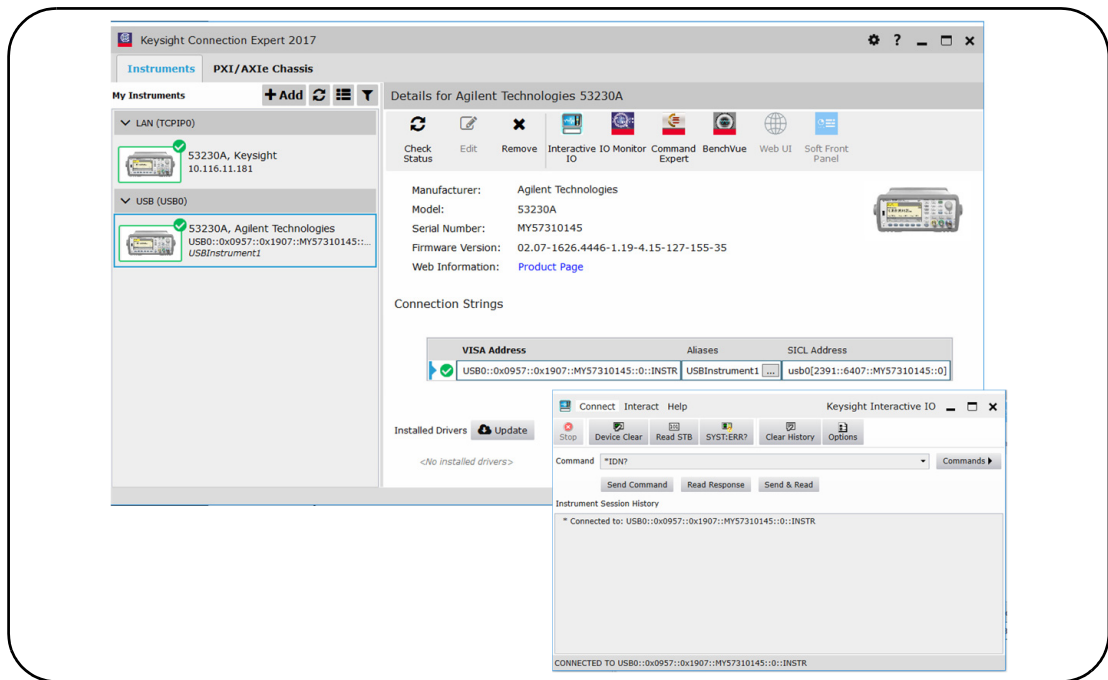 Keysight Connection Expert 2017
?
Instruments PXI/AXIe Chassis
My Instruments
+ Add
LAN (TCPIP0)
53230A, Keysight
10.116.11.181
USB (USB0)
53230A, Agilent Technologies
USB0::0x0957::0x1907::MY57310145::...
USBInstrument1
Details for Agilent Technologies 53230A
Check Status
Edit
Remove
Interactive IO
IO Monitor
Command Expert
BenchVue
Web UI
Soft Front Panel
Manufacturer: Agilent Technologies
Model: 53230A
Serial Number: MY57310145
Firmware Version: 02.07-1626.4446-1.19-4.15-127-155-35
Web Information: Product Page
Connection Strings
VISA Address Aliases SICL Address
USB0::0x0957::0x1907::MY57310145::0::INSTR USBInstrument1 ... usb0[2391::6407::MY57310145::0]
Installed Drivers Update
<No installed drivers>
Connect Interact Help Keysight Interactive IO
Stop Device Clear Read STB SYST:ERR? Clear History Options
Command *IDN? Commands
Send Command Read Response Send & Read
Instrument Session History
* Connected to: USB0::0x0957::0x1907::MY57310145::0::INSTR
CONNECTED TO USB0::0x0957::0x1907::MY57310145::0::INSTR